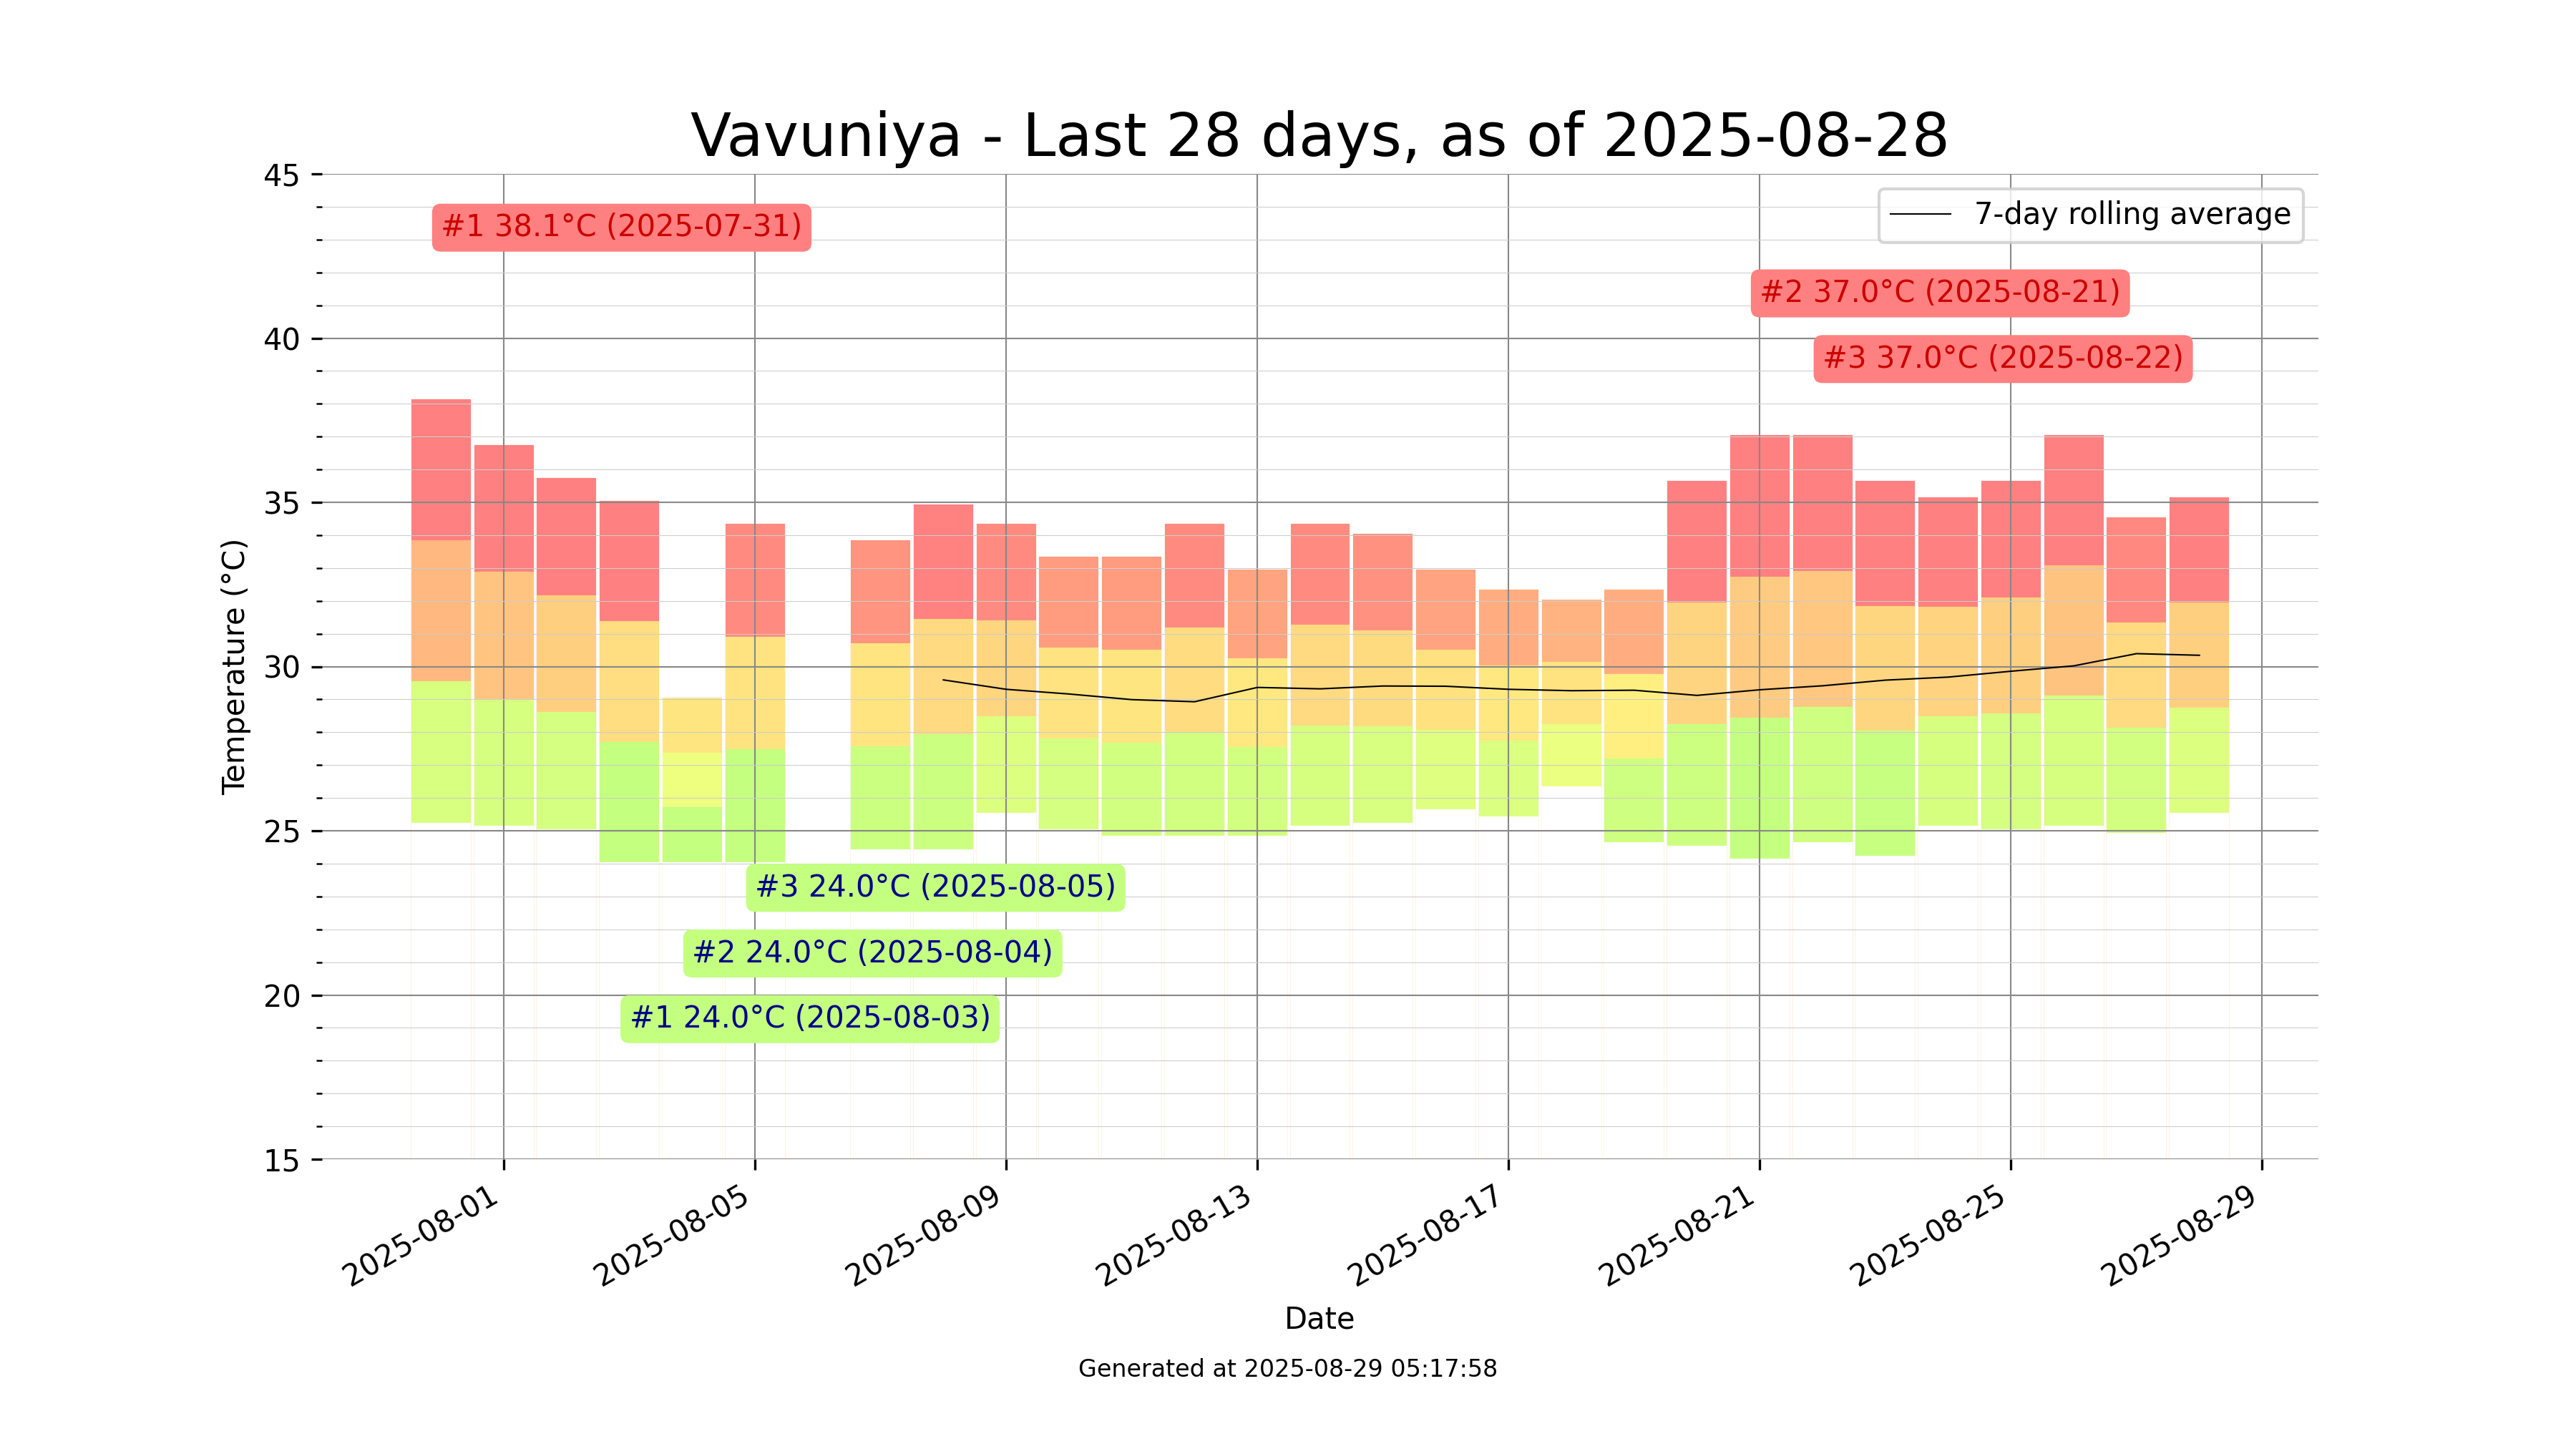 Vavuniya - Last 28 days, as of 2025-08-28
45
40
35
30
25
20
15
Temperature (°C)
7-day rolling average
#1 38.1°C (2025-07-31)
#2 37.0°C (2025-08-21)
#3 37.0°C (2025-08-22)
#3 24.0°C (2025-08-05)
#2 24.0°C (2025-08-04)
#1 24.0°C (2025-08-03)
2025-08-01
2025-08-05
2025-08-09
2025-08-13
2025-08-17
2025-08-21
2025-08-25
2025-08-29
Date
Generated at 2025-08-29 05:17:58